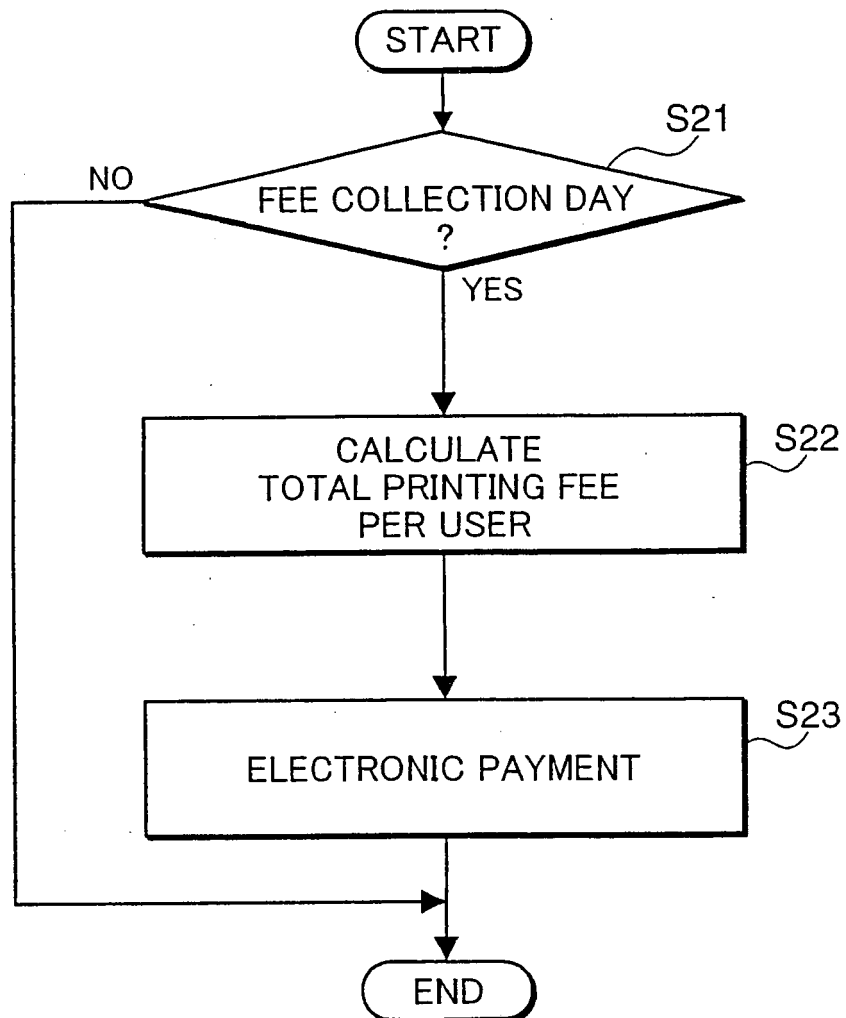 START
S21
NO
FEE COLLECTION DAY
?
YES
CALCULATE
TOTAL PRINTING FEE
PER USER
S22
ELECTRONIC PAYMENT
S23
END